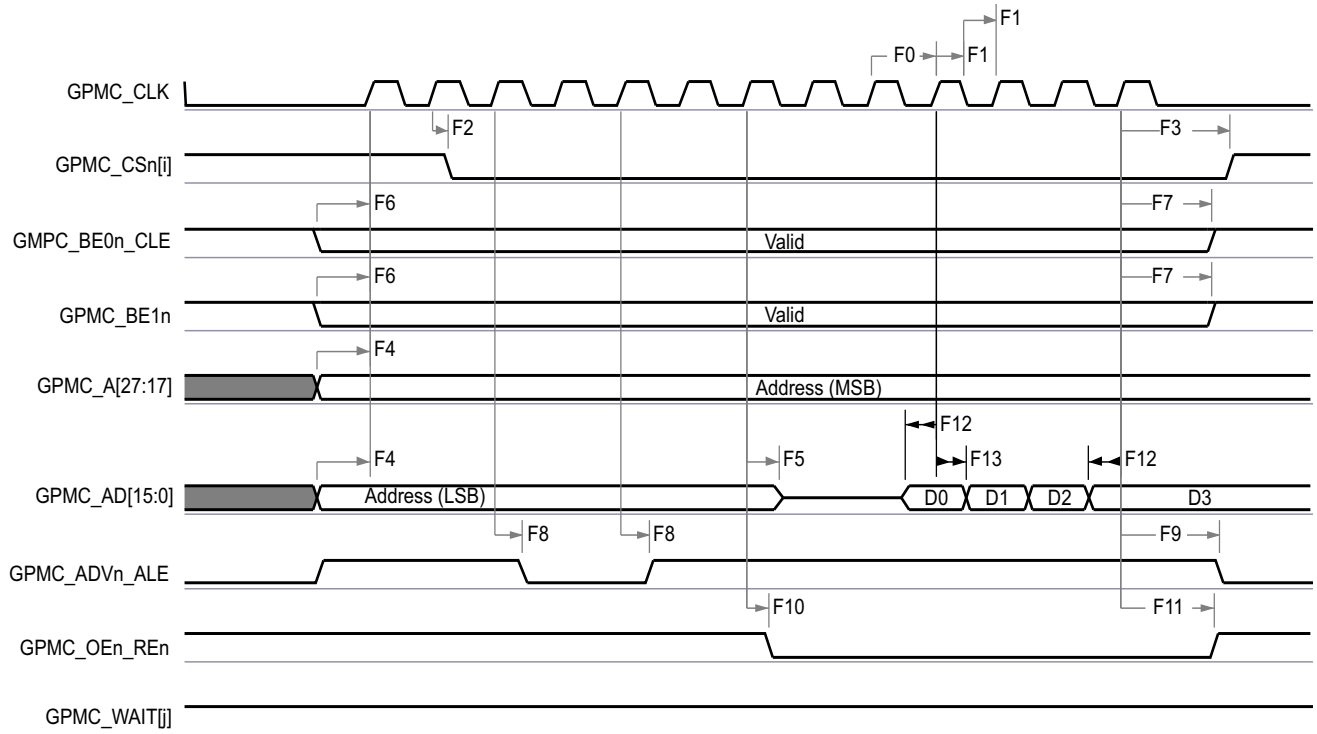 F1
F0
F1
GPMC_CLK
F2
F3
GPMC_CSn[i]
F6
F7
GMPC_BE0n_CLE
Valid
F6
F7
GPMC_BE1n
Valid
F4
GPMC_A[27:17]
Address (MSB)
F12
F4
F5
F13
F12
GPMC_AD[15:0]
Address (LSB)
D0
D1
D2
D3
F8
F8
F9
GPMC_ADVn_ALE
F10
F11
GPMC_OEn_REn
GPMC_WAIT[j]